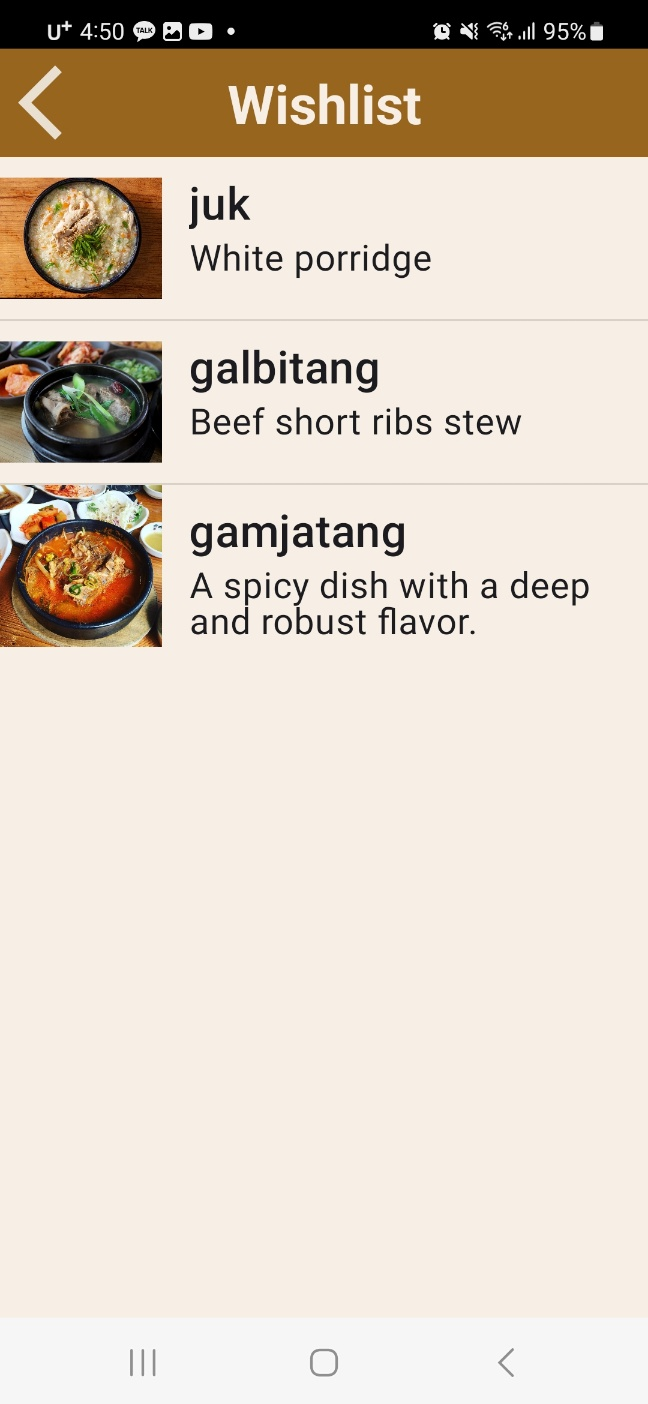 U+ 4:50 TALK 95%
Wishlist
juk
White porridge
galbitang
Beef short ribs stew
gamjatang
A spicy dish with a deep
and robust flavor.